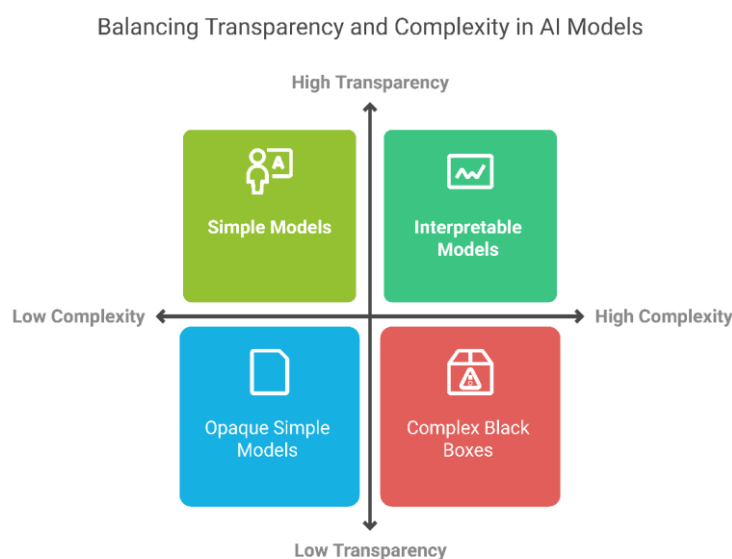 Balancing Transparency and Complexity in AI Models
High Transparency
A
Simple Models
Interpretable
Models
Low Complexity
High Complexity
Opaque Simple
Models
Complex Black
Boxes
Low Transparency